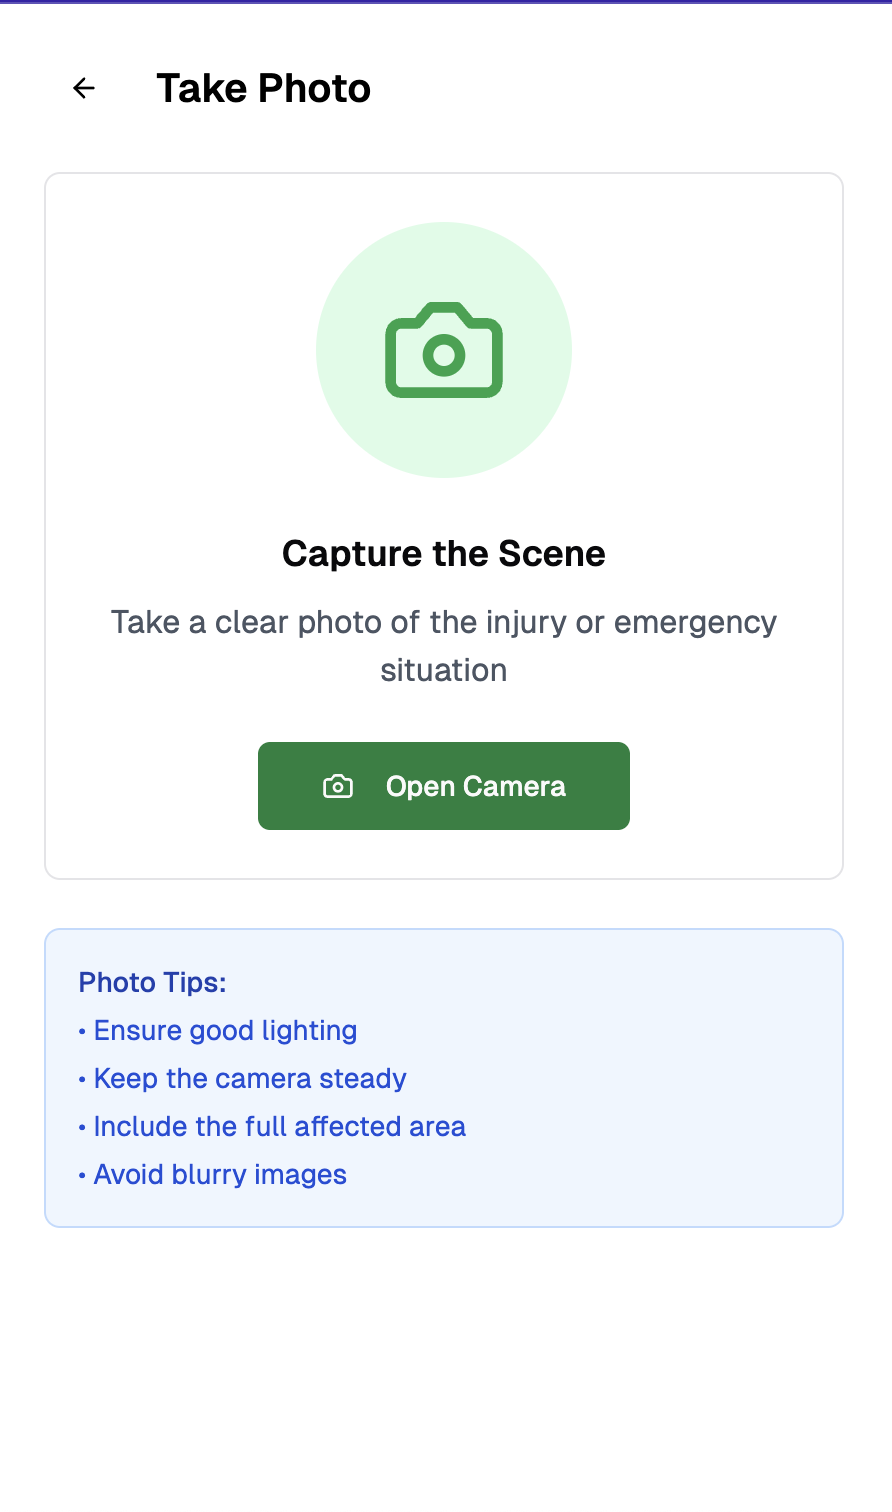 Take Photo
Capture the Scene
Take a clear photo of the injury or emergency
situation
Open Camera
Photo Tips:
• Ensure good lighting
• Keep the camera steady
• Include the full affected area
• Avoid blurry images